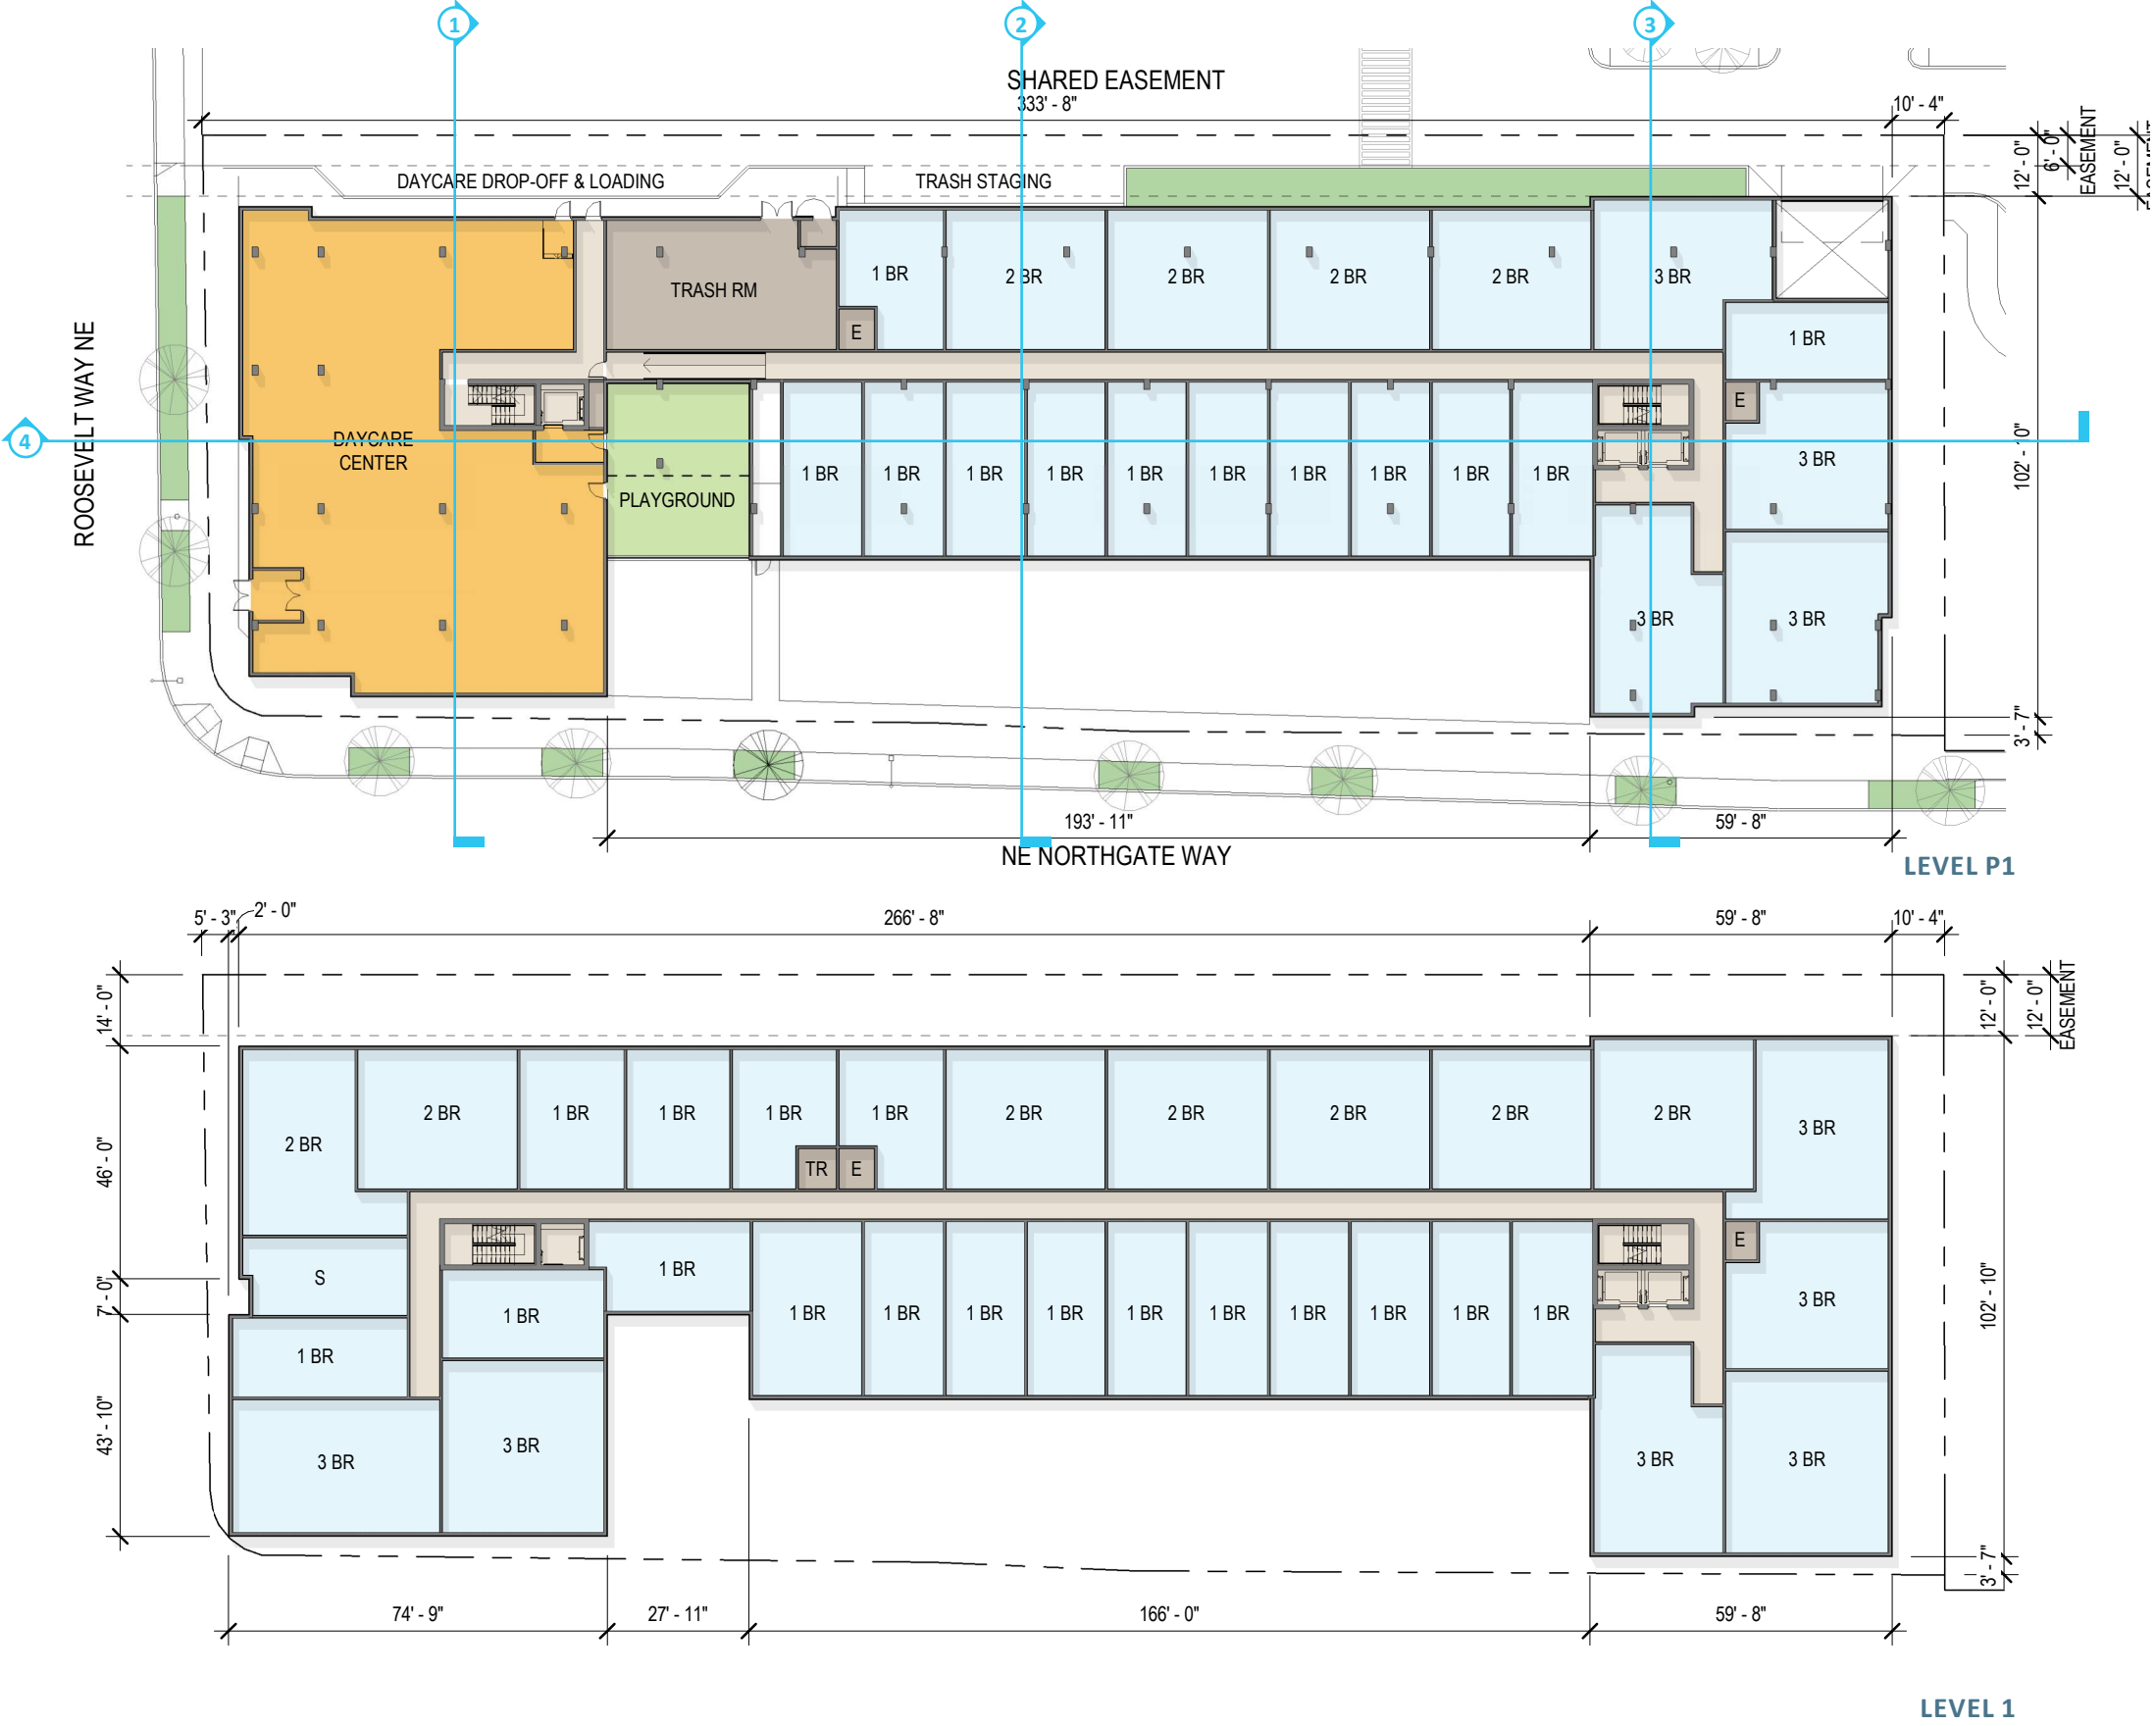 1
2
3
SHARED EASEMENT
333' - 8"
10' - 4"
12' - 0"
6' - 0"
EASEMENT
12' - 0"
EASEMENT
DAYCARE DROP-OFF & LOADING
TRASH STAGING
1 BR
2 BR
2 BR
2 BR
2 BR
3 BR
TRASH RM
E
1 BR
ROOSEVELT WAY NE
E
4
DAYCARE
CENTER
102' - 10"
3 BR
1 BR
1 BR
1 BR
1 BR
1 BR
1 BR
1 BR
1 BR
1 BR
1 BR
PLAYGROUND
3 BR
3 BR
3' - 7"
193' - 11"
59' - 8"
NE NORTHGATE WAY
LEVEL P1
5' - 3"
2' - 0"
266' - 8"
59' - 8"
10' - 4"
14' - 0"
12' - 0"
12' - 0"
EASEMENT
2 BR
1 BR
1 BR
1 BR
1 BR
2 BR
2 BR
2 BR
2 BR
2 BR
3 BR
2 BR
46' - 0"
TR
E
E
S
1 BR
7' - 0"
1 BR
1 BR
1 BR
1 BR
1 BR
1 BR
1 BR
1 BR
1 BR
1 BR
1 BR
1 BR
3 BR
102' - 10"
1 BR
43' - 10"
3 BR
3 BR
3 BR
3 BR
3' - 7"
74' - 9"
27' - 11"
166' - 0"
59' - 8"
LEVEL 1